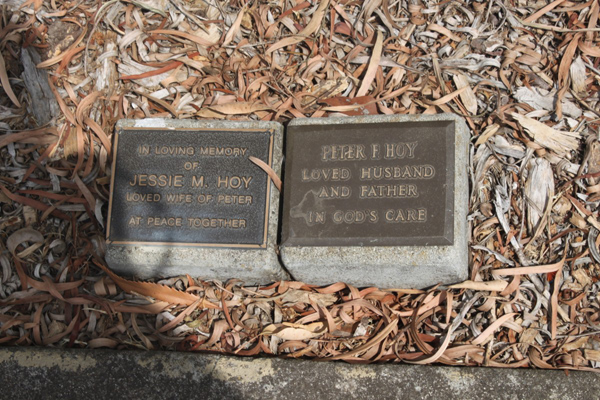 IN LOVING MEMORY
OF
JESSIE M. HOY
LOVED WIFE OF PETER
AT PEACE TOGETHER
PETER F HOY
LOVED HUSBAND
AND FATHER
IN GOD'S CARE